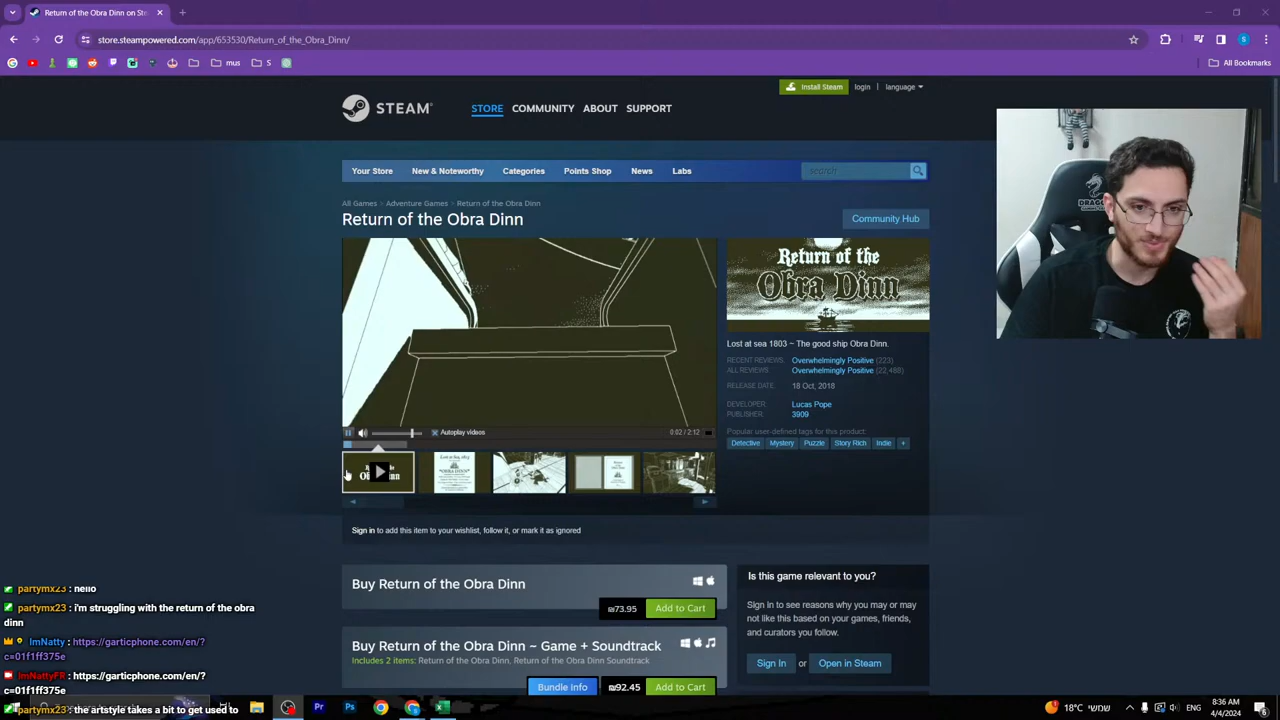 Return of the Obra Dinn on Ste
store.steampowered.com/app/653530/Return_of_the_Obra_Dinn/
mus
S
All Bookmarks
Install Steam
login | language
STEAM
STORE COMMUNITY ABOUT SUPPORT
Your Store New & Noteworthy Categories Points Shop News Labs
search
All Games > Adventure Games > Return of the Obra Dinn
Return of the Obra Dinn
Community Hub
Return of the
Obra Dinn
Lost at sea 1803 ~ The good ship Obra Dinn.
RECENT REVIEWS: Overwhelmingly Positive (223)
ALL REVIEWS: Overwhelmingly Positive (22,488)
RELEASE DATE: 18 Oct, 2018
DEVELOPER: Lucas Pope
PUBLISHER: 3909
Popular user-defined tags for this product:
Detective Mystery Puzzle Story Rich Indie +
Autoplay videos
0:02 / 2:12
Sign in to add this item to your wishlist, follow it, or mark it as ignored
Buy Return of the Obra Dinn
₪73.95 Add to Cart
Buy Return of the Obra Dinn ~ Game + Soundtrack
Includes 2 items: Return of the Obra Dinn, Return of the Obra Dinn Soundtrack
Bundle Info ₪92.45 Add to Cart
Is this game relevant to you?
Sign in to see reasons why you may or
may not like this based on your games, friends,
and curators you follow.
Sign In or Open in Steam
partymx23 : hello
partymx23 : i'm struggling with the return of the obra
dinn
ImNatty : https://garticphone.com/en/?
c=01f1ff375e
ImNattyFR : https://garticphone.com/en/?
c=01f1ff375e
partymx23 : the artstyle takes a bit to get used to
18°C שמשי
ENG
8:36 AM
4/4/2024